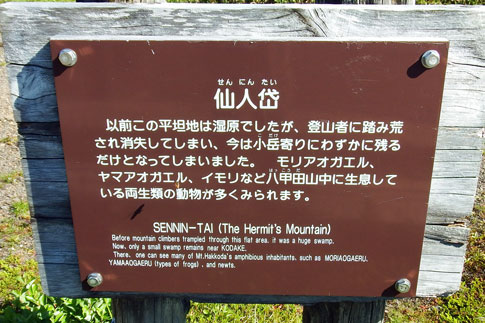 せんにんたい
仙人岱
以前この平坦地は湿原でしたが、登山者に踏み荒
こだけ
され消失してしまい、今は小岳寄りにわずかに残る
だけとなってしまいました。 モリアオガエル、
はっこうだ
ヤマアオガエル、イモリなど八甲田山中に生息して
いる両生類の動物が多くみられます。
SENNIN-TAI (The Hermit's Mountain)
Before mountain climbers trampled through this flat area, it was a huge swamp.
Now, only a small swamp remains near KODAKE.
There, one can see many of Mt.Hakkoda's amphibious inhabitants, such as MORIAOGAERU,
YAMAAOGAERU (types of frogs), and newts.